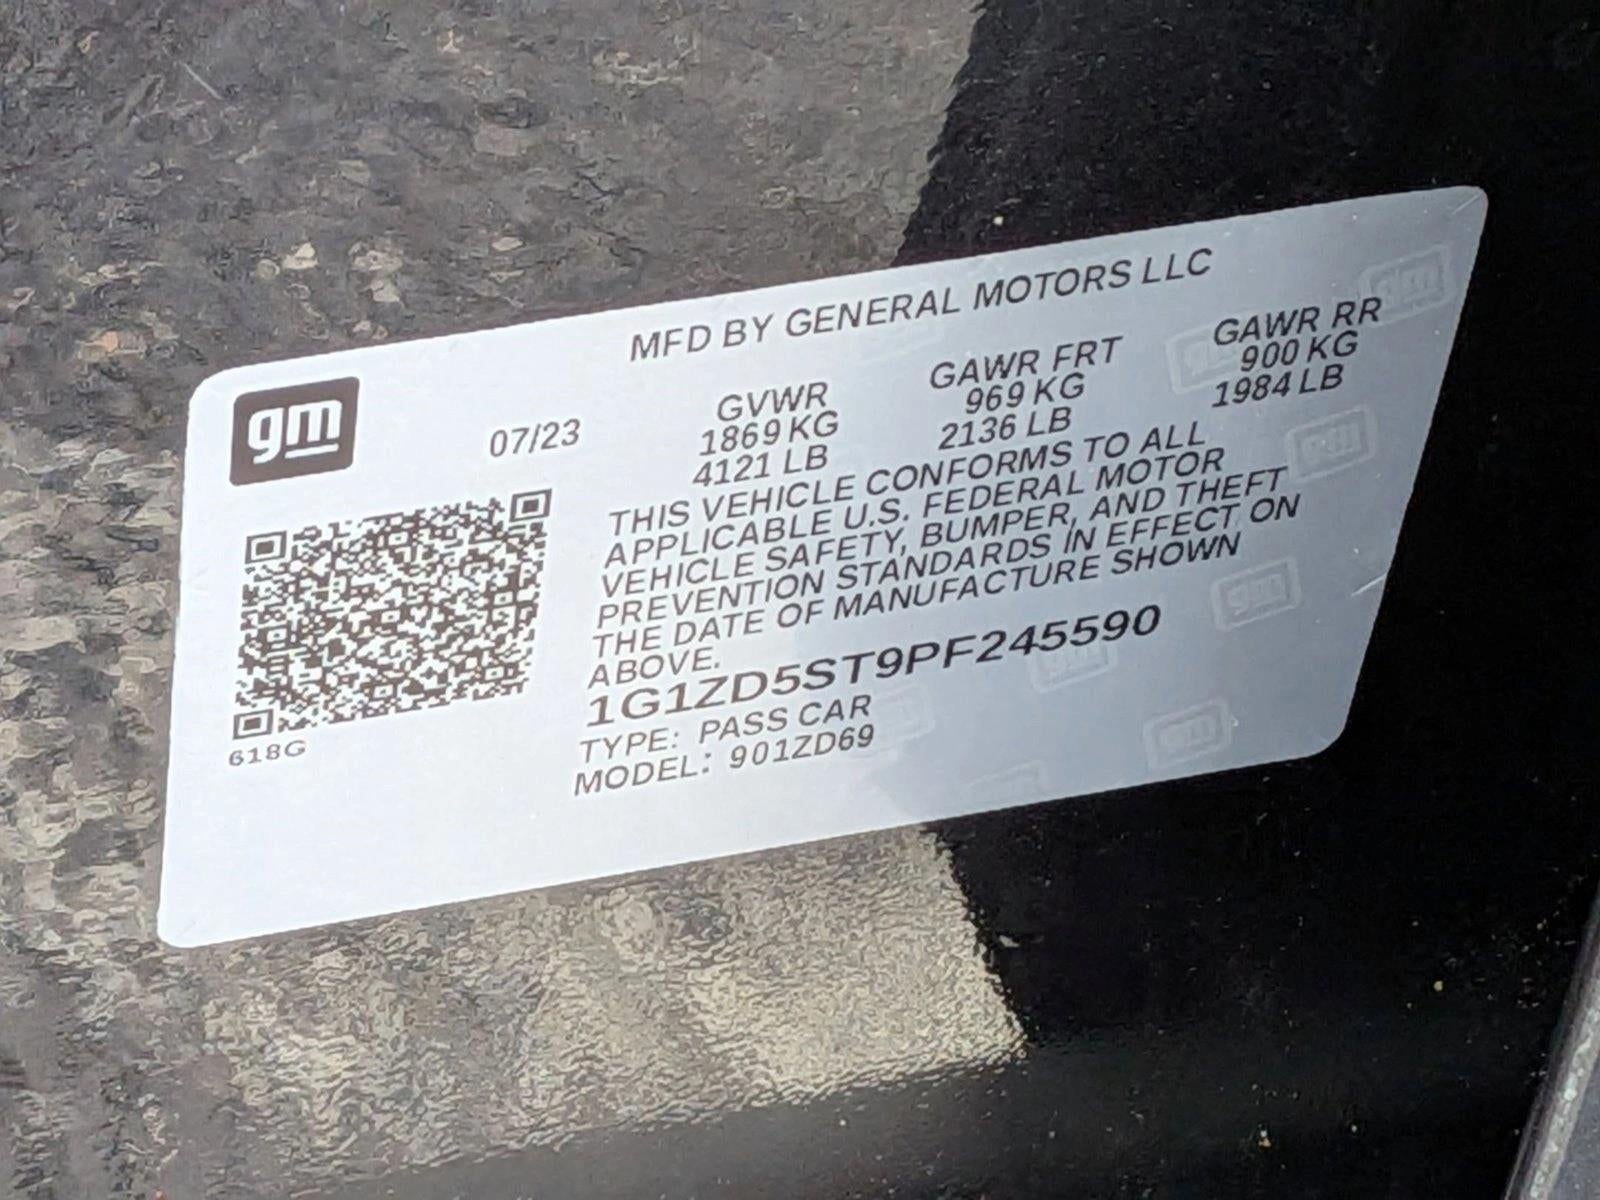 MFD BY GENERAL MOTORS LLC
gm
07/23
GVWR GAWR FRT GAWR RR
1869 KG 969 KG 900 KG
4121 LB 2136 LB 1984 LB
THIS VEHICLE CONFORMS TO ALL
APPLICABLE U.S. FEDERAL MOTOR
VEHICLE SAFETY, BUMPER, AND THEFT
PREVENTION STANDARDS IN EFFECT ON
THE DATE OF MANUFACTURE SHOWN
ABOVE.
1G1ZD5ST9PF245590
TYPE: PASS CAR
MODEL: 901ZD69
618G